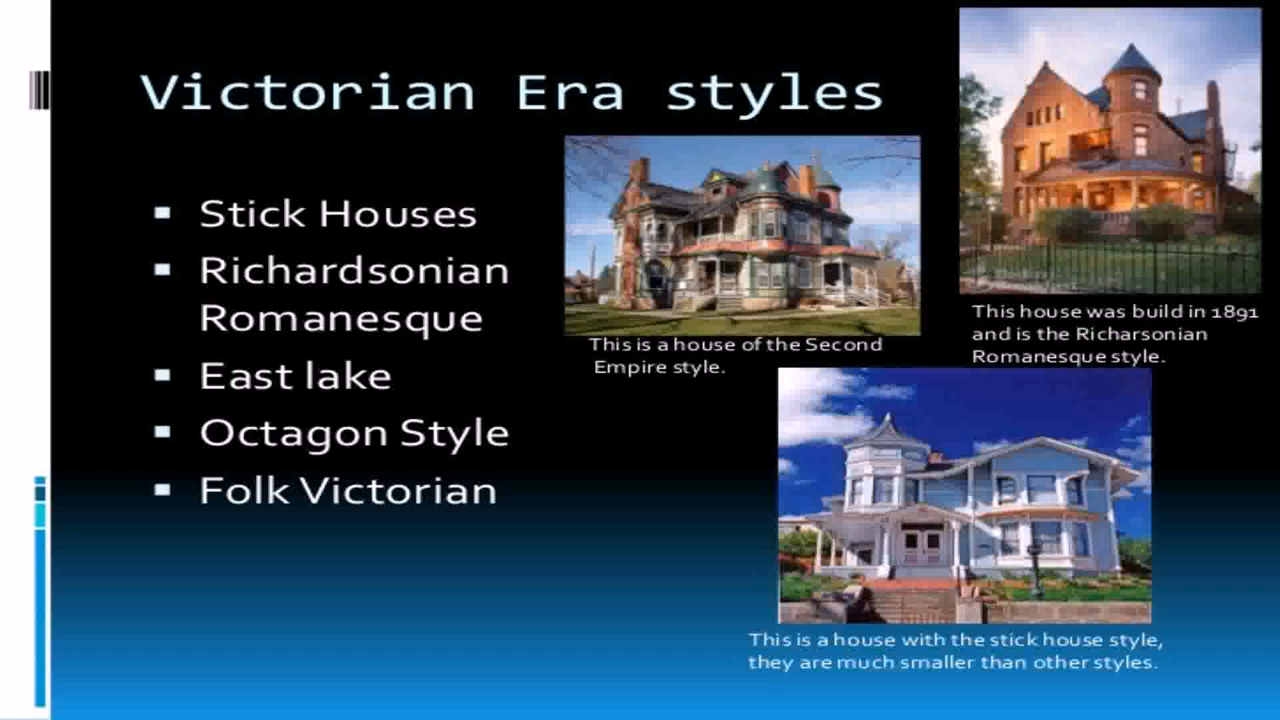 Victorian Era styles
Stick Houses
Richardsonian
Romanesque
East lake
Octagon Style
Folk Victorian
This is a house of the Second
Empire style.
This house was build in 1891
and is the Richarsonian
Romanesque style.
This is a house with the stick house style,
they are much smaller than other styles.